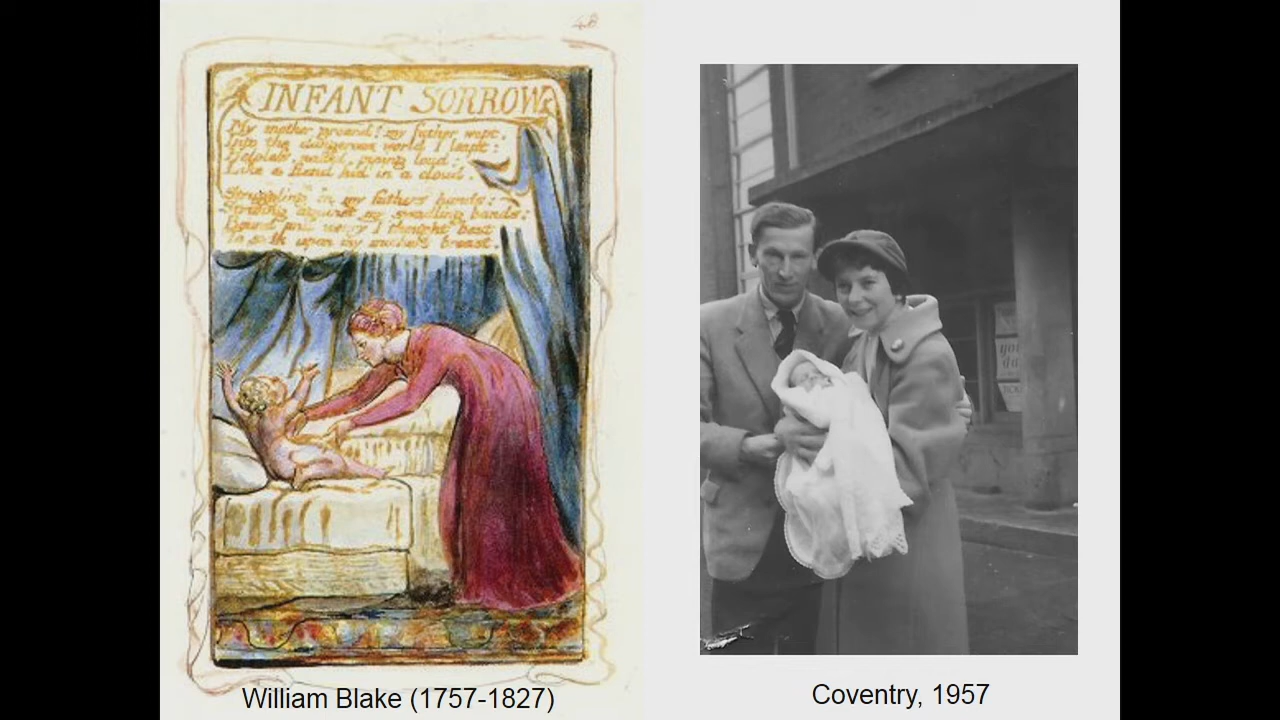 48
INFANT SORROW
My mother groand! my father wept.
Into the dangerous world I leapt:
Helpless, naked, piping loud:
Like a fiend hid in a cloud.
Struggling in my fathers hands:
Striving against my swadling bands:
Bound and weary I thought best
To sulk upon my mothers breast.
you
da
William Blake (1757-1827)
Coventry, 1957